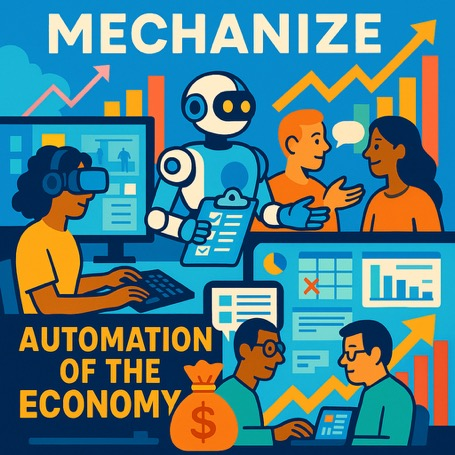 MECHANIZE
AUTOMATION
OF THE
ECONOMY
$